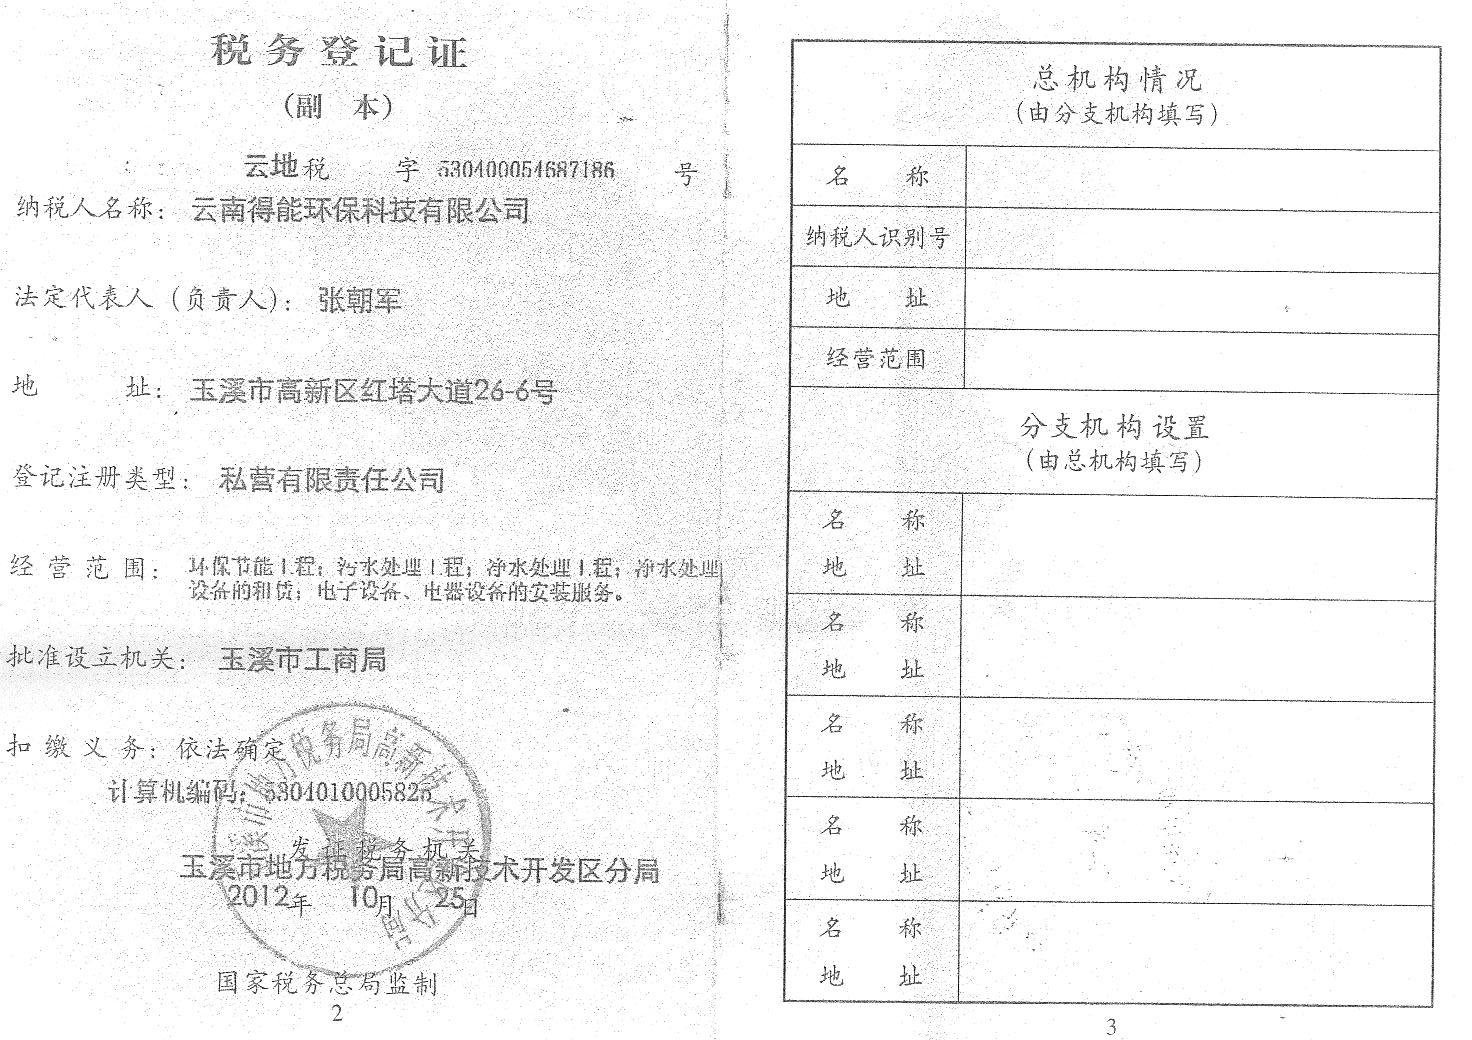 税务登记证
(副 本)
云地税 字 530400054687186 号
纳税人名称: 云南得能环保科技有限公司
法定代表人 (负责人): 张朝军
地 址: 玉溪市高新区红塔大道26-6号
登记注册类型: 私营有限责任公司
经营范围: 环保节能工程; 污水处理工程; 净水处理工程; 净水处理
设备的租赁; 电子设备、电器设备的安装服务。
批准设立机关: 玉溪市工商局
扣缴义务: 依法确定
计算机编码: 5304010005825
发证税务机关
玉溪市地方税务局高新技术开发区分局
2012年 10月 25日
国家税务总局监制
2
总机构情况
(由分支机构填写)
名 称
纳税人识别号
地 址
经营范围
分支机构设置
(由总机构填写)
名 称
地 址
名 称
地 址
名 称
地 址
名 称
地 址
名 称
地 址
3